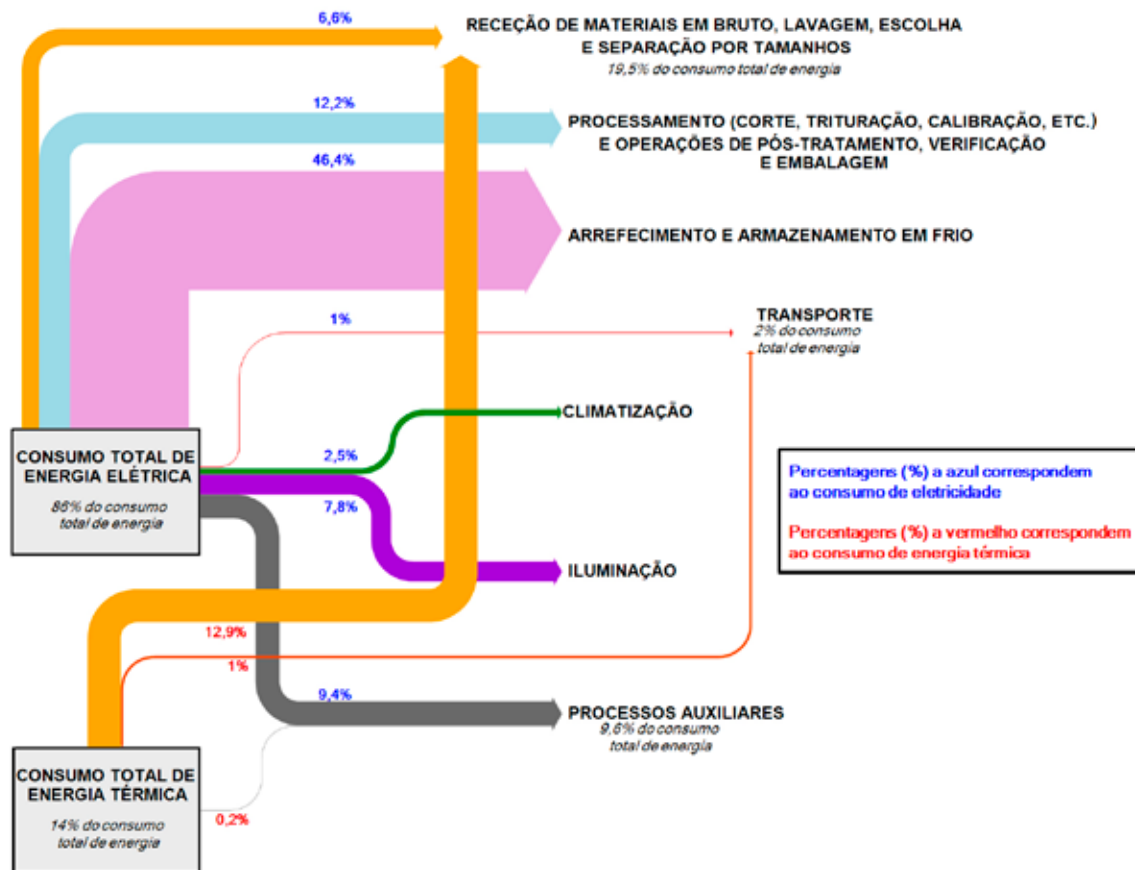 6,6%
RECEÇÃO DE MATERIAIS EM BRUTO, LAVAGEM, ESCOLHA
E SEPARAÇÃO POR TAMANHOS
19,5% do consumo total de energia
12,2%
PROCESSAMENTO (CORTE, TRITURAÇÃO, CALIBRAÇÃO, ETC.)
E OPERAÇÕES DE PÓS-TRATAMENTO, VERIFICAÇÃO
E EMBALAGEM
46,4%
ARREFECIMENTO E ARMAZENAMENTO EM FRIO
1%
TRANSPORTE
2% do consumo
total de energia
CLIMATIZAÇÃO
CONSUMO TOTAL DE
ENERGIA ELÉTRICA
86% do consumo
total de energia
2,5%
7,8%
Percentagens (%) a azul correspondem
ao consumo de eletricidade
Percentagens (%) a vermelho correspondem
ao consumo de energia térmica
ILUMINAÇÃO
12,9%
1%
9,4%
PROCESSOS AUXILIARES
9,6% do consumo
total de energia
CONSUMO TOTAL DE
ENERGIA TÉRMICA
14% do consumo
total de energia
0,2%